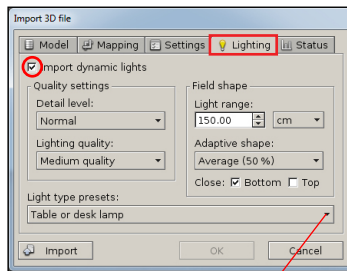 Import 3D file
Model Mapping Settings Lighting Status
Import dynamic lights
Quality settings
Detail level:
Normal
Lighting quality:
Medium quality
Field shape
Light range:
150.00 cm
Adaptive shape:
Average (50 %)
Close: Bottom Top
Light type presets:
Table or desk lamp
Import OK Cancel